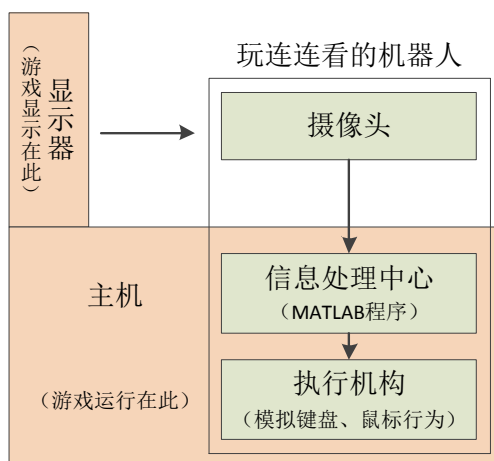 显示器
（游戏显示在此）
玩连连看的机器人
摄像头
主机
（游戏运行在此）
信息处理中心
（MATLAB程序）
执行机构
（模拟键盘、鼠标行为）